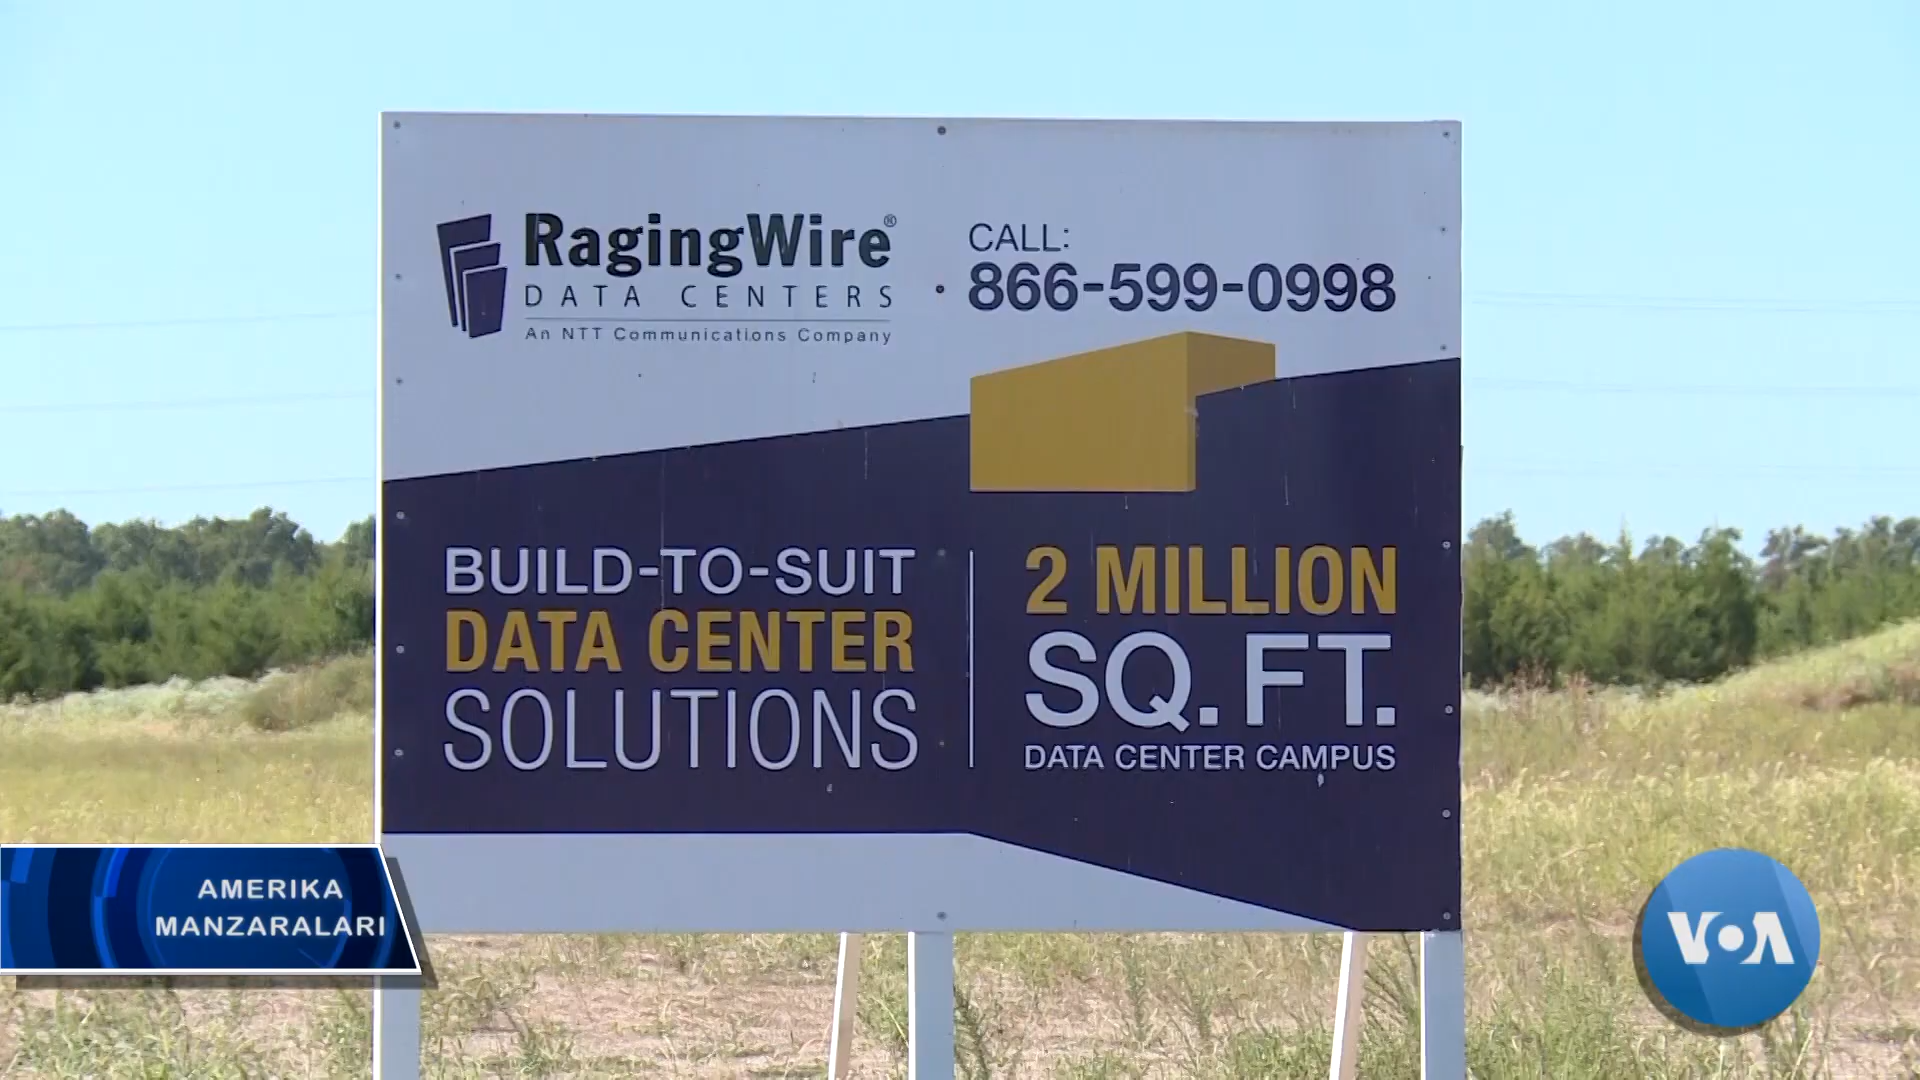 RagingWire®
DATA CENTERS
An NTT Communications Company
CALL:
866-599-0998
BUILD-TO-SUIT
DATA CENTER
SOLUTIONS
2 MILLION
SQ. FT.
DATA CENTER CAMPUS
AMERIKA
MANZARALARI
VOA